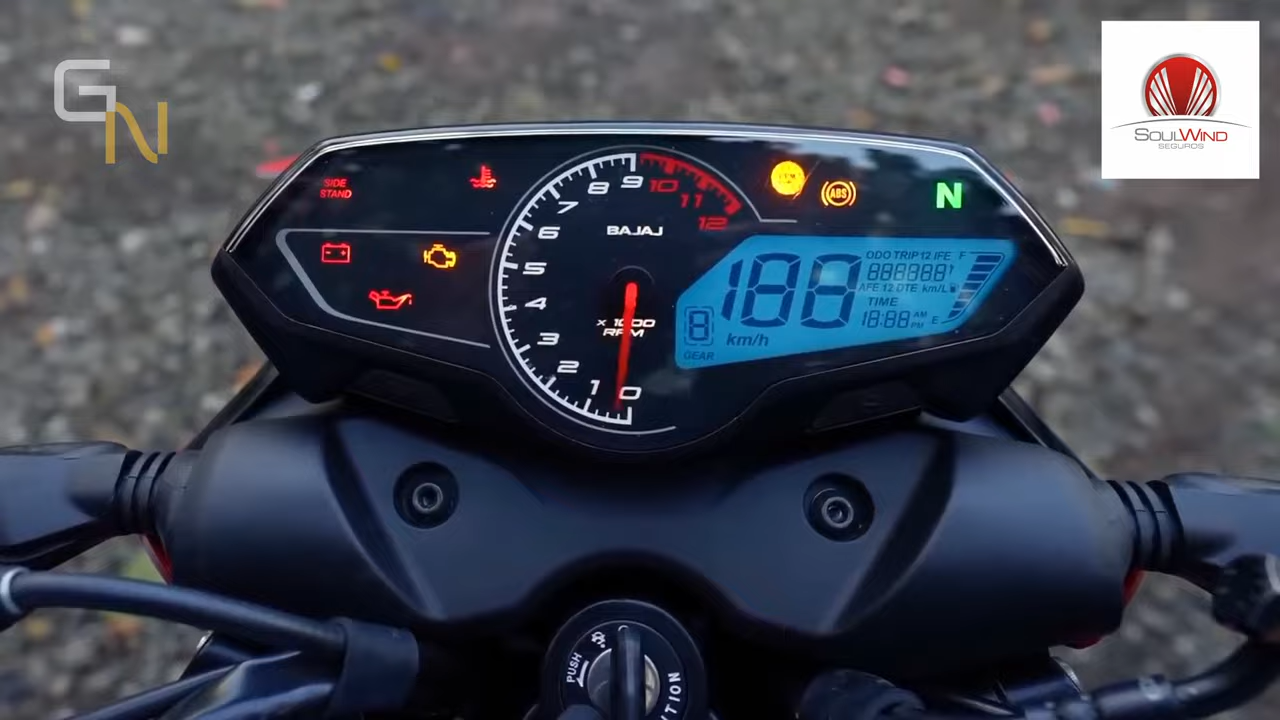 GN
SOULWIND
SEGUROS
SIDE
STAND
ABS
N
9
10
8
11
7
12
6
BAJAJ
5
4
x 1000
RPM
3
2
1
0
188
ODO TRIP 12 IFE F
888888
AFE 12 DTE km/L
TIME
18:88 AM
PM E
8
km/h
GEAR
PUSH